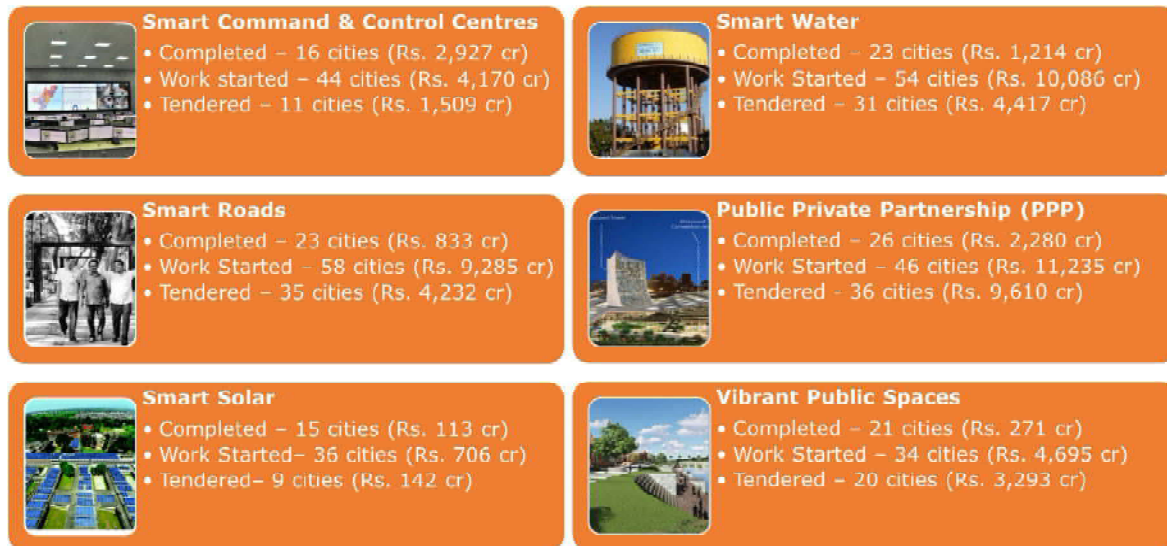 Smart Command & Control Centres
• Completed – 16 cities (Rs. 2,927 cr)
• Work started – 44 cities (Rs. 4,170 cr)
• Tendered – 11 cities (Rs. 1,509 cr)
Smart Water
• Completed – 23 cities (Rs. 1,214 cr)
• Work Started – 54 cities (Rs. 10,086 cr)
• Tendered – 31 cities (Rs. 4,417 cr)
Smart Roads
• Completed – 23 cities (Rs. 833 cr)
• Work Started – 58 cities (Rs. 9,285 cr)
• Tendered – 35 cities (Rs. 4,232 cr)
Public Private Partnership (PPP)
• Completed – 26 cities (Rs. 2,280 cr)
• Work Started – 46 cities (Rs. 11,235 cr)
• Tendered - 36 cities (Rs. 9,610 cr)
Smart Solar
• Completed – 15 cities (Rs. 113 cr)
• Work Started– 36 cities (Rs. 706 cr)
• Tendered– 9 cities (Rs. 142 cr)
Vibrant Public Spaces
• Completed – 21 cities (Rs. 271 cr)
• Work Started – 34 cities (Rs. 4,695 cr)
• Tendered – 20 cities (Rs. 3,293 cr)